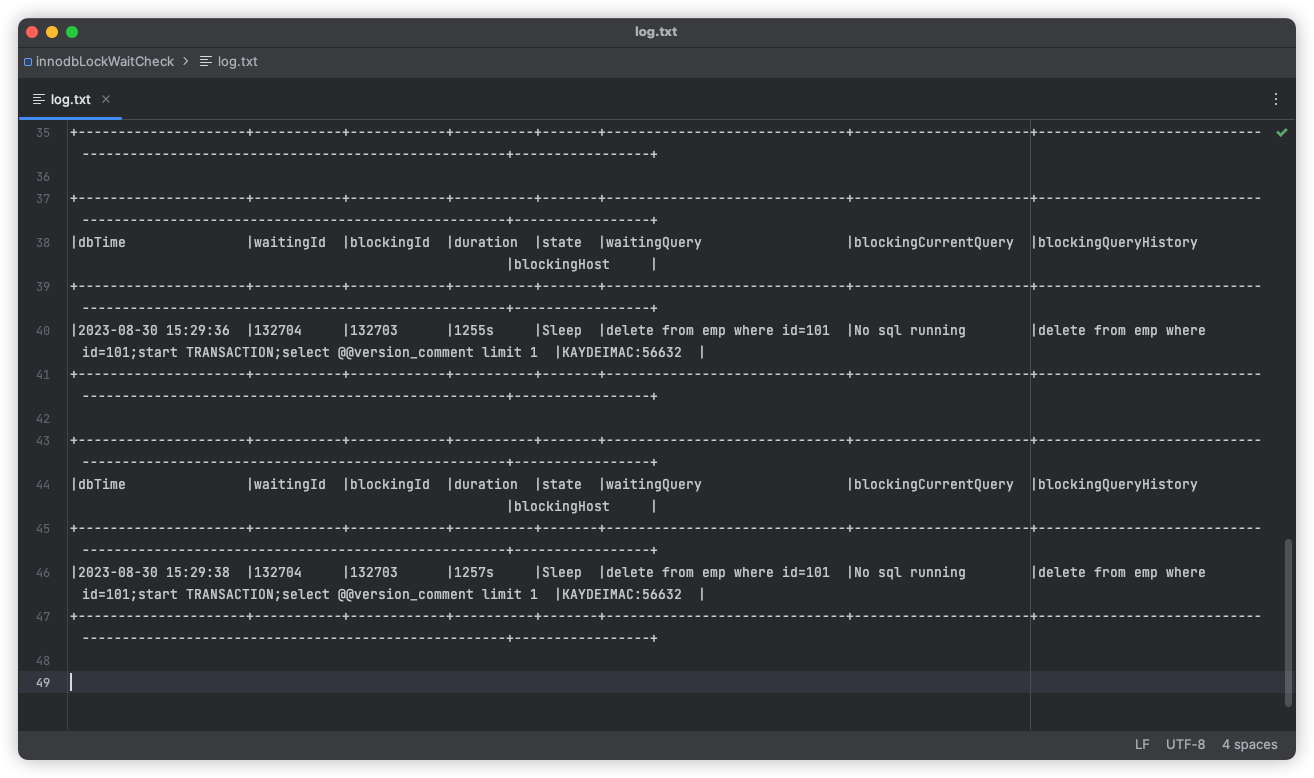 log.txt
innodbLockWaitCheck > log.txt
log.txt ×
35 +---------------------+-----------+------------+----------+-------+------------------------------+----------------------+----------------------------
-----------------------------------------------------+-----------------+
36
37 +---------------------+-----------+------------+----------+-------+------------------------------+----------------------+----------------------------
-----------------------------------------------------+-----------------+
38 |dbTime |waitingId |blockingId |duration |state |waitingQuery |blockingCurrentQuery |blockingQueryHistory
|blockingHost |
39 +---------------------+-----------+------------+----------+-------+------------------------------+----------------------+----------------------------
-----------------------------------------------------+-----------------+
40 |2023-08-30 15:29:36 |132704 |132703 |1255s |Sleep |delete from emp where id=101 |No sql running |delete from emp where
id=101;start TRANSACTION;select @@version_comment limit 1 |KAYDEIMAC:56632 |
41 +---------------------+-----------+------------+----------+-------+------------------------------+----------------------+----------------------------
-----------------------------------------------------+-----------------+
42
43 +---------------------+-----------+------------+----------+-------+------------------------------+----------------------+----------------------------
-----------------------------------------------------+-----------------+
44 |dbTime |waitingId |blockingId |duration |state |waitingQuery |blockingCurrentQuery |blockingQueryHistory
|blockingHost |
45 +---------------------+-----------+------------+----------+-------+------------------------------+----------------------+----------------------------
-----------------------------------------------------+-----------------+
46 |2023-08-30 15:29:38 |132704 |132703 |1257s |Sleep |delete from emp where id=101 |No sql running |delete from emp where
id=101;start TRANSACTION;select @@version_comment limit 1 |KAYDEIMAC:56632 |
47 +---------------------+-----------+------------+----------+-------+------------------------------+----------------------+----------------------------
-----------------------------------------------------+-----------------+
48
49
LF UTF-8 4 spaces